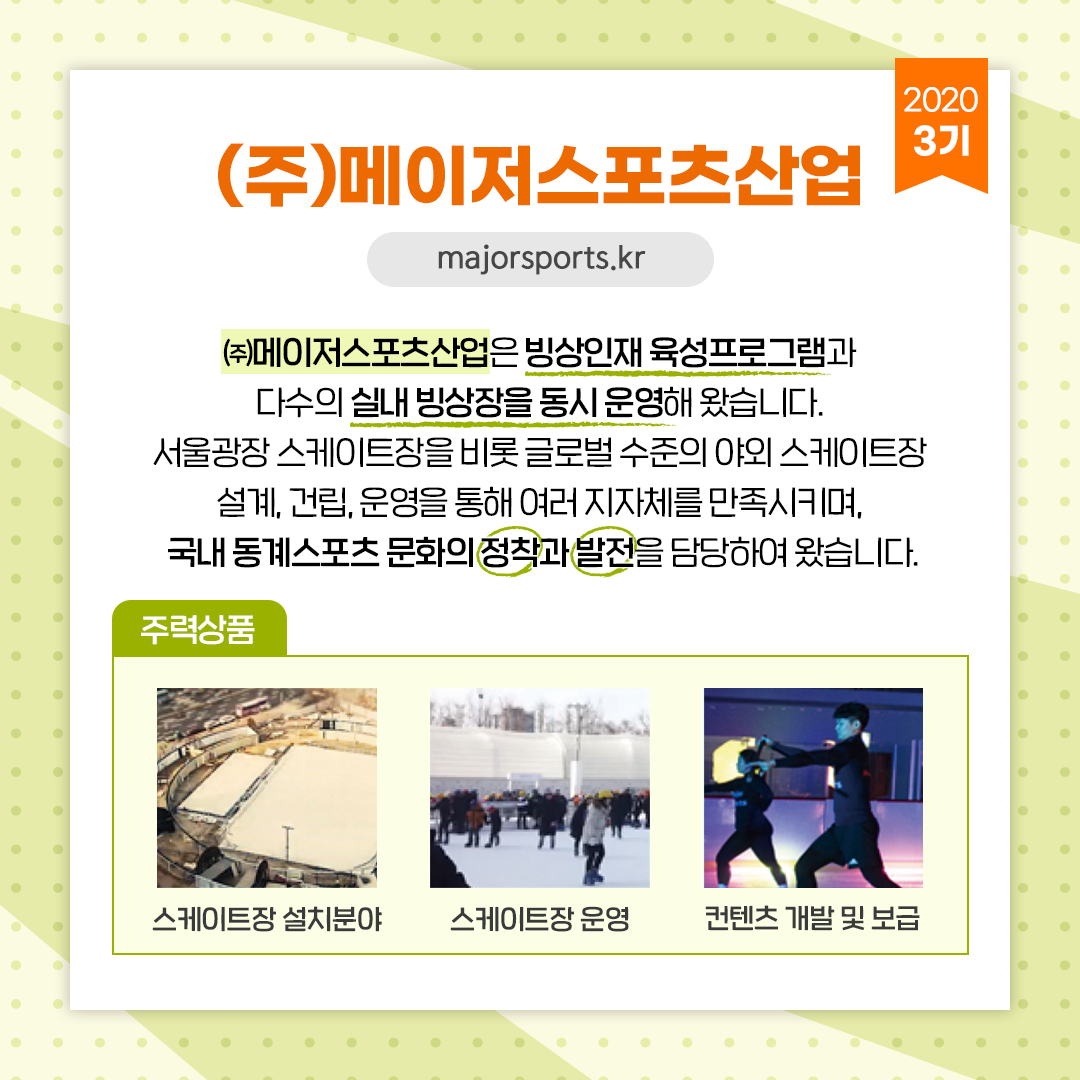 2020
3기
(주)메이저스포츠산업
majorsports.kr
㈜메이저스포츠산업은 빙상인재 육성프로그램과
다수의 실내 빙상장을 동시 운영해 왔습니다.
서울광장 스케이트장을 비롯 글로벌 수준의 야외 스케이트장
설계, 건립, 운영을 통해 여러 지자체를 만족시키며,
국내 동계스포츠 문화의 정착과 발전을 담당하여 왔습니다.
주력상품
스케이트장 설치분야
스케이트장 운영
컨텐츠 개발 및 보급